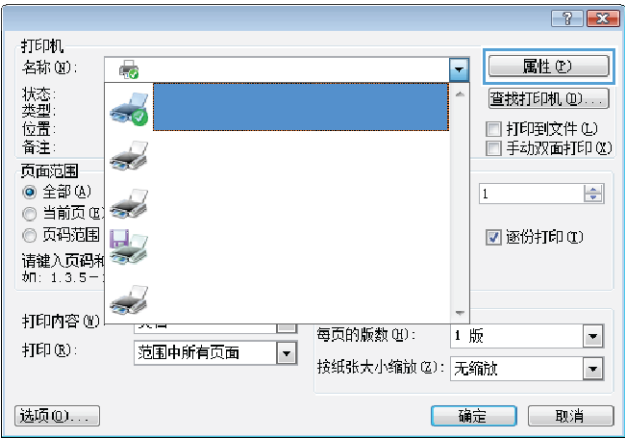 打印机
名称(N):
属性(P)
状态:
类型:
位置:
备注:
查找打印机(D)...
打印到文件(L)
手动双面打印(X)
页面范围
全部(A)
当前页(E)
页码范围
1
逐份打印(T)
请键入页码和
如: 1.3.5-
打印内容(W)
打印(R):
范围中所有页面
每页的版数(H):
1 版
按纸张大小缩放(Z):
无缩放
选项(O)...
确定
取消